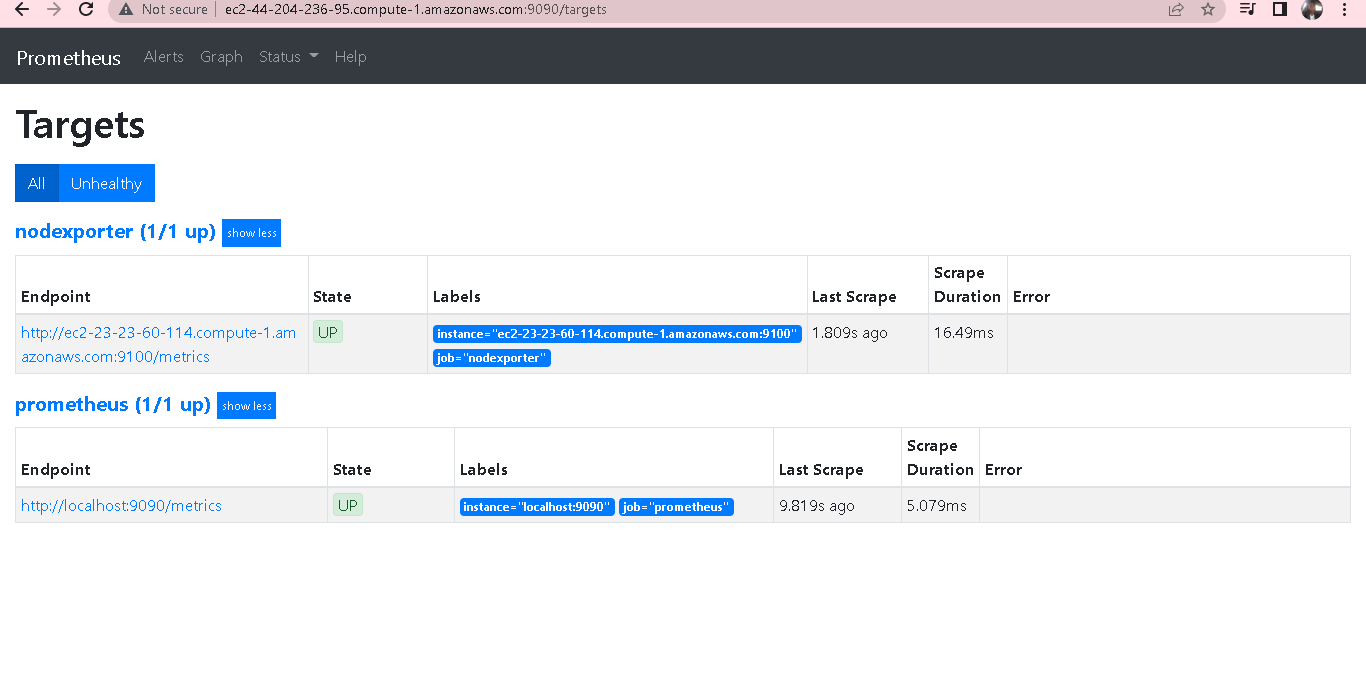 Not secure | ec2-44-204-236-95.compute-1.amazonaws.com:9090/targets
Prometheus Alerts Graph Status Help
Targets
All Unhealthy
nodexporter (1/1 up) show less
Endpoint State Labels Last Scrape Scrape Duration Error
http://ec2-23-23-60-114.compute-1.am
azonaws.com:9100/metrics
UP
instance="ec2-23-23-60-114.compute-1.amazonaws.com:9100"
job="nodexporter"
1.809s ago
16.49ms
prometheus (1/1 up) show less
Endpoint State Labels Last Scrape Scrape Duration Error
http://localhost:9090/metrics UP instance="localhost:9090" job="prometheus" 9.819s ago 5.079ms